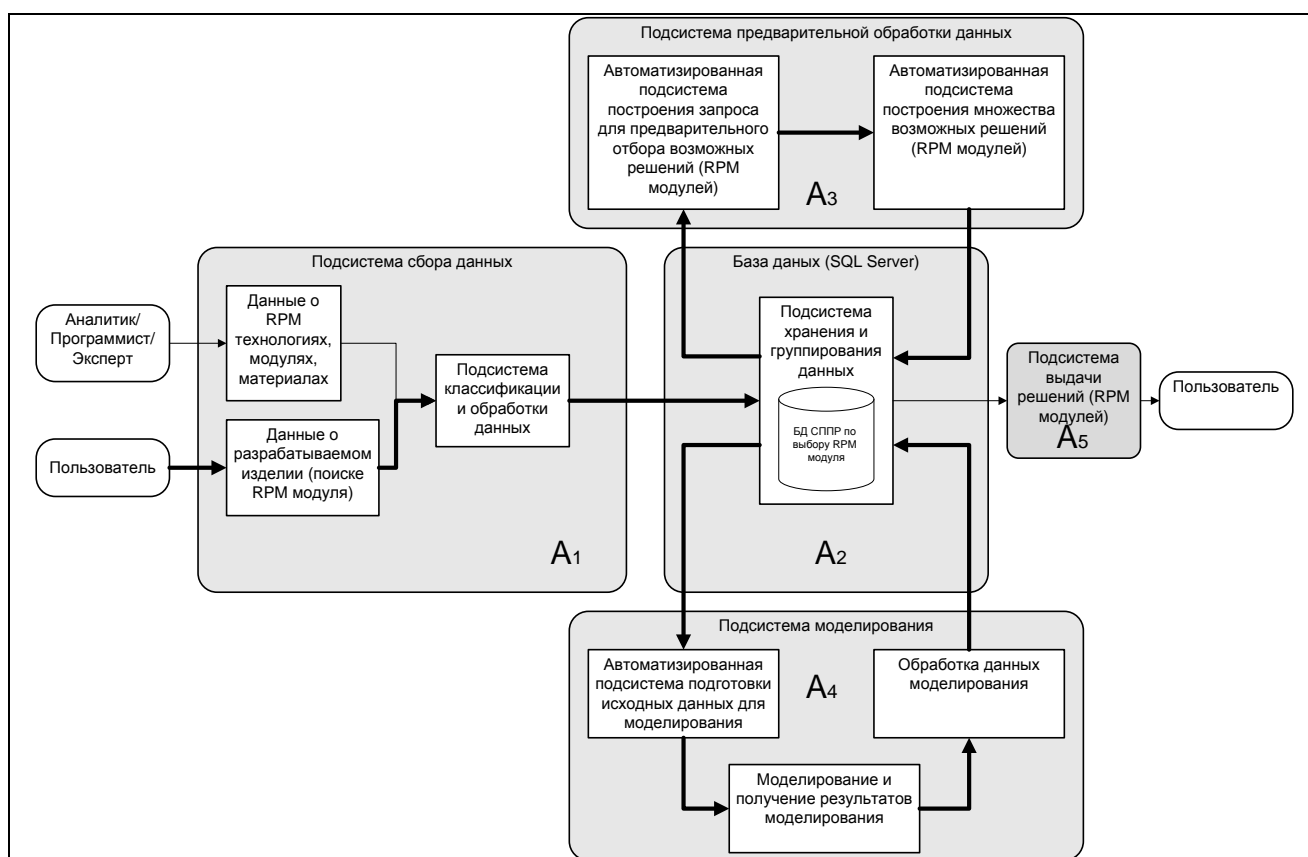 Подсистема предварительной обработки данных
Автоматизированная
подсистема
построения запроса
для предварительного
отбора возможных
решений (RPM
модулей)
Автоматизированная
подсистема
построения множества
возможных решений
(RPM модулей)
A3
Подсистема сбора данных
Аналитик/
Программист/
Эксперт
Данные о
RPM
технологиях,
модулях,
материалах
Пользователь
Данные о
разрабатываемом
изделии (поиске
RPM модуля)
Подсистема
классификации
и обработки
данных
A1
База даных (SQL Server)
Подсистема
хранения и
группирования
данных
БД СППР по
выбору RPM
модуля
A2
Подсистема
выдачи
решений (RPM
модулей)
A5
Пользователь
Подсистема моделирования
Автоматизированная
подсистема подготовки
исходных данных для
моделирования
A4
Обработка данных
моделирования
Моделирование и
получение результатов
моделирования